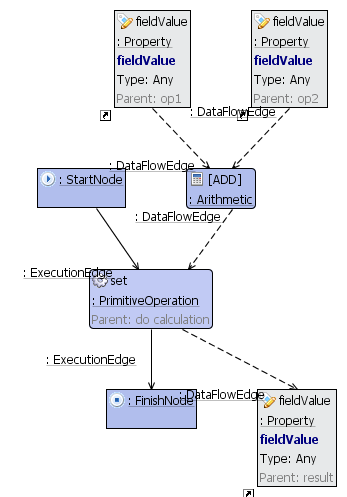 fieldValue
: Property
fieldValue
Type: Any
Parent: op1
fieldValue
: Property
fieldValue
Type: Any
Parent: op2
: DataFlowEdge
: DataFlowEdge
: StartNode
[ADD]
: Arithmetic
: DataFlowEdge
: ExecutionEdge
set
: PrimitiveOperation
Parent: do calculation
: ExecutionEdge
: FinishNode
: DataFlowEdge
fieldValue
: Property
fieldValue
Type: Any
Parent: result